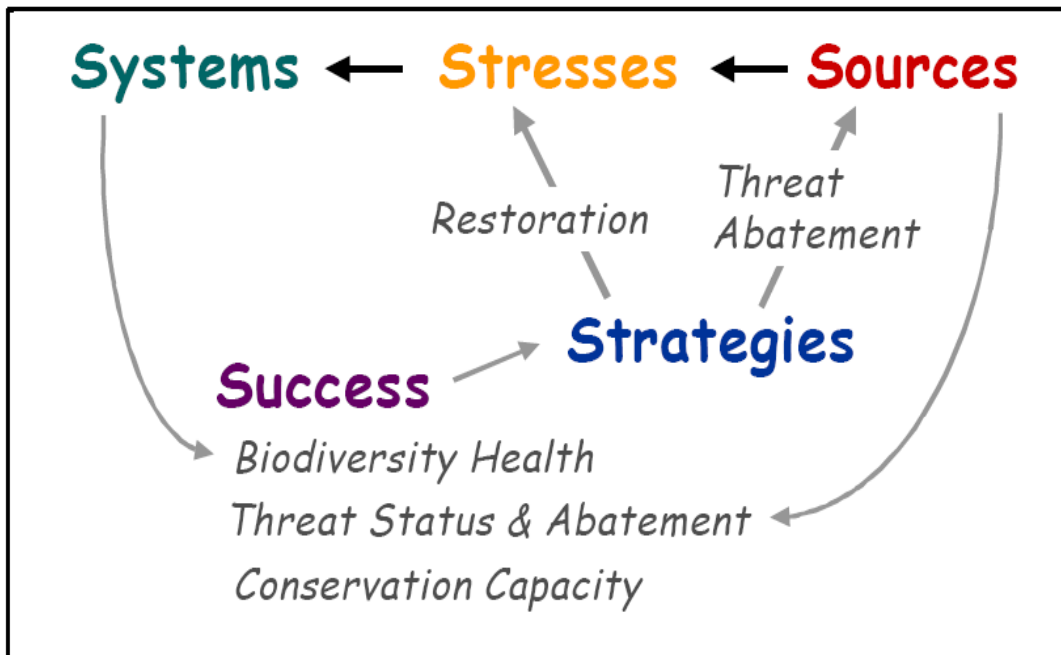 Systems Stresses Sources
Threat
Restoration
Abatement
Strategies
Success
Biodiversity Health
Threat Status & Abatement
Conservation Capacity